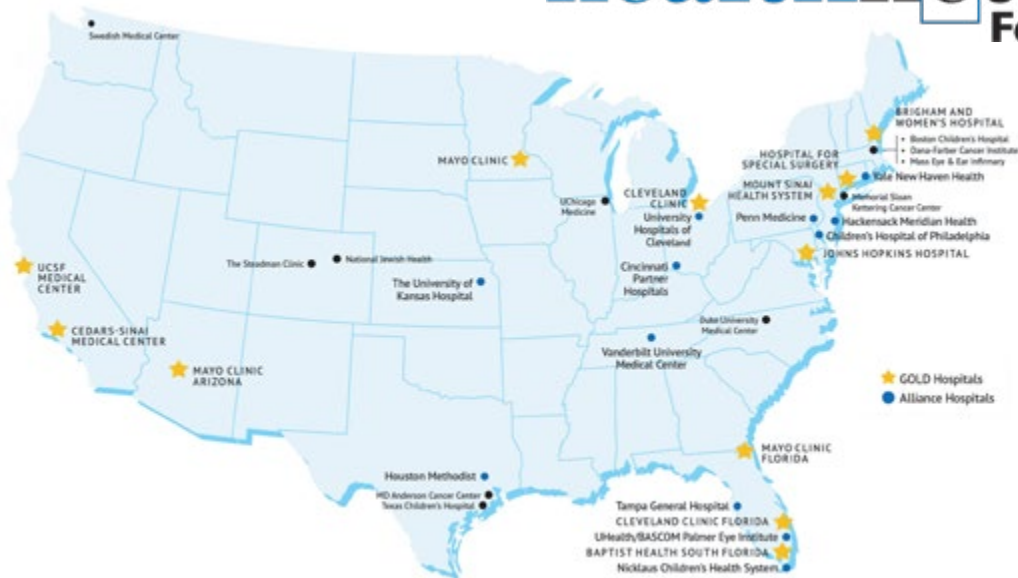 Swedish Medical Center
MAYO CLINIC
UChicago
Medicine
CLEVELAND
CLINIC
University
Hospitals of
Cleveland
BRIGHAM AND
WOMEN'S HOSPITAL
• Boston Children's Hospital
• Dana-Farber Cancer Institute
• Mass Eye & Ear Infirmary
HOSPITAL FOR
SPECIAL SURGERY
Yale New Haven Health
MOUNT SINAI
HEALTH SYSTEM
Memorial Sloan
Kettering Cancer Center
Penn Medicine
Hackensack Meridian Health
Children's Hospital of Philadelphia
JOHNS HOPKINS HOSPITAL
UCSF
MEDICAL
CENTER
The Steadman Clinic
National Jewish Health
The University of
Kansas Hospital
Cincinnati
Partner
Hospitals
CEDARS-SINAI
MEDICAL CENTER
Duke University
Medical Center
Vanderbilt University
Medical Center
MAYO CLINIC
ARIZONA
GOLD Hospitals
Alliance Hospitals
MAYO CLINIC
FLORIDA
Houston Methodist
MD Anderson Cancer Center
Texas Children's Hospital
Tampa General Hospital
CLEVELAND CLINIC FLORIDA
UHealth/BASCOM Palmer Eye Institute
BAPTIST HEALTH SOUTH FLORIDA
Nicklaus Children's Health System